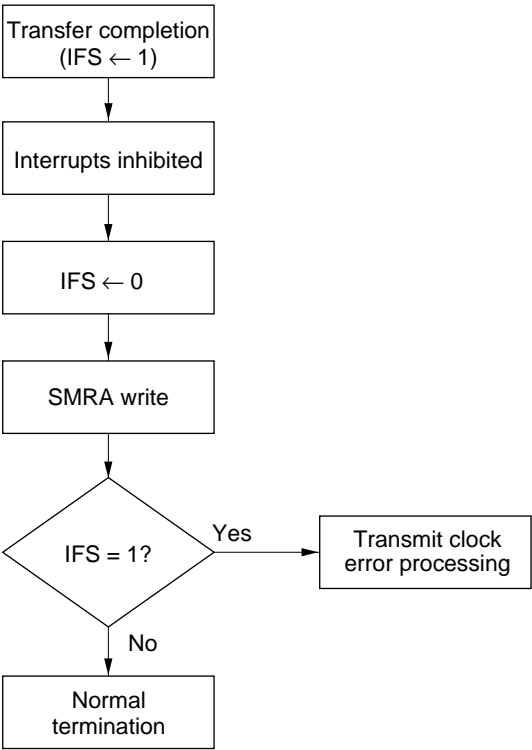 Transfer completion
(IFS ← 1)
Interrupts inhibited
IFS ← 0
SMRA write
IFS = 1?
Yes
Transmit clock
error processing
No
Normal
termination